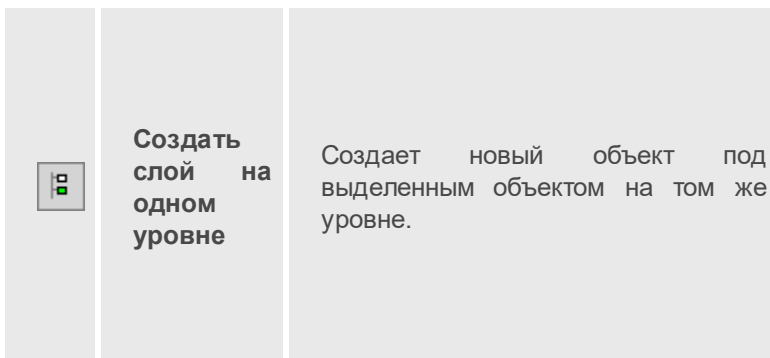 Создать
слой на
одном
уровне
Создает новый объект под
выделенным объектом на том же
уровне.